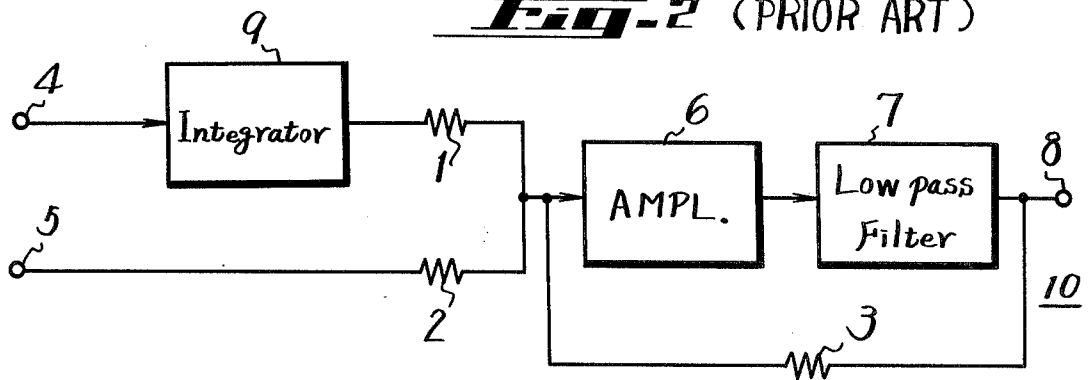 Fig-2 (PRIOR ART)
9
4
Integrator
1
5
2
6
AMPL.
7
Low pass
Filter
8
10
3